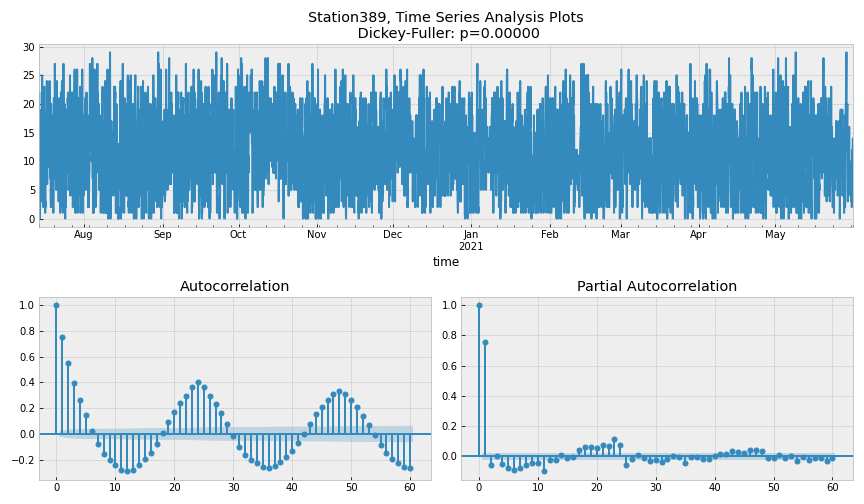 Station389, Time Series Analysis Plots
Dickey-Fuller: p=0.00000
30
25
20
15
10
5
0
Aug Sep Oct Nov Dec Jan Feb Mar Apr May
2021
time
Autocorrelation Partial Autocorrelation
1.0 1.0
0.8 0.8
0.6 0.6
0.4 0.4
0.2 0.2
0.0 0.0
−0.2
0 10 20 30 40 50 60 0 10 20 30 40 50 60